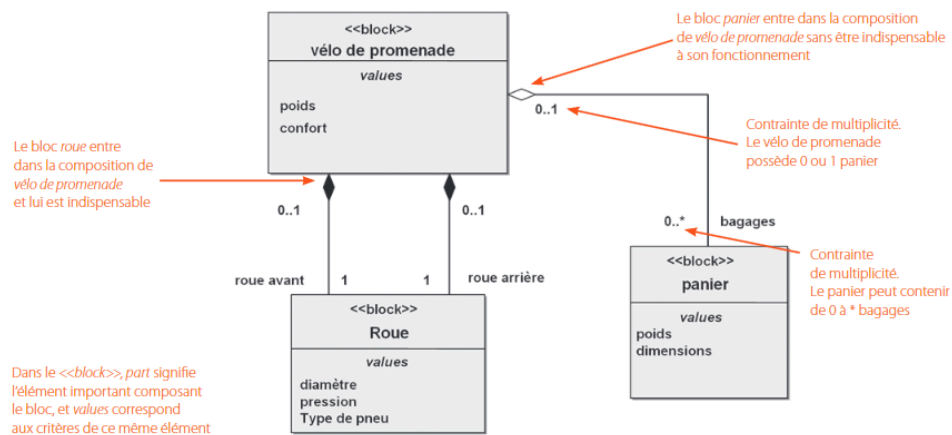 <<block>>
vélo de promenade
values
poids
confort
Le bloc panier entre dans la composition
de vélo de promenade sans être indispensable
à son fonctionnement
0..1
Contrainte de multiplicité.
Le vélo de promenade
possède 0 ou 1 panier
Le bloc roue entre
dans la composition de
vélo de promenade
et lui est indispensable
0..1
0..1
0..*
bagages
roue avant
1
1
roue arrière
Contrainte
de multiplicité.
Le panier peut contenir
de 0 à * bagages
<<block>>
panier
values
poids
dimensions
<<block>>
Roue
values
diamètre
pression
Type de pneu
Dans le <<block>>, part signifie
l'élément important composant
le bloc, et values correspond
aux critères de ce même élément